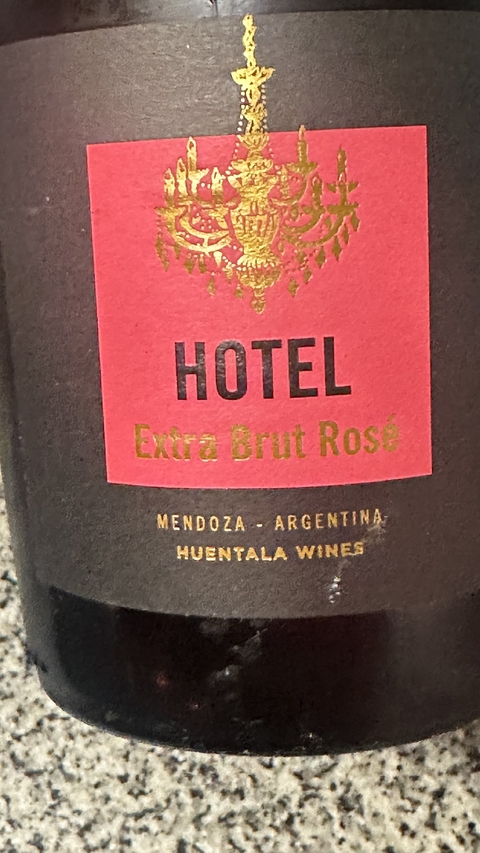 HOTEL
Extra Brut Rosé
MENDOZA - ARGENTINA
HUENTALA WINES